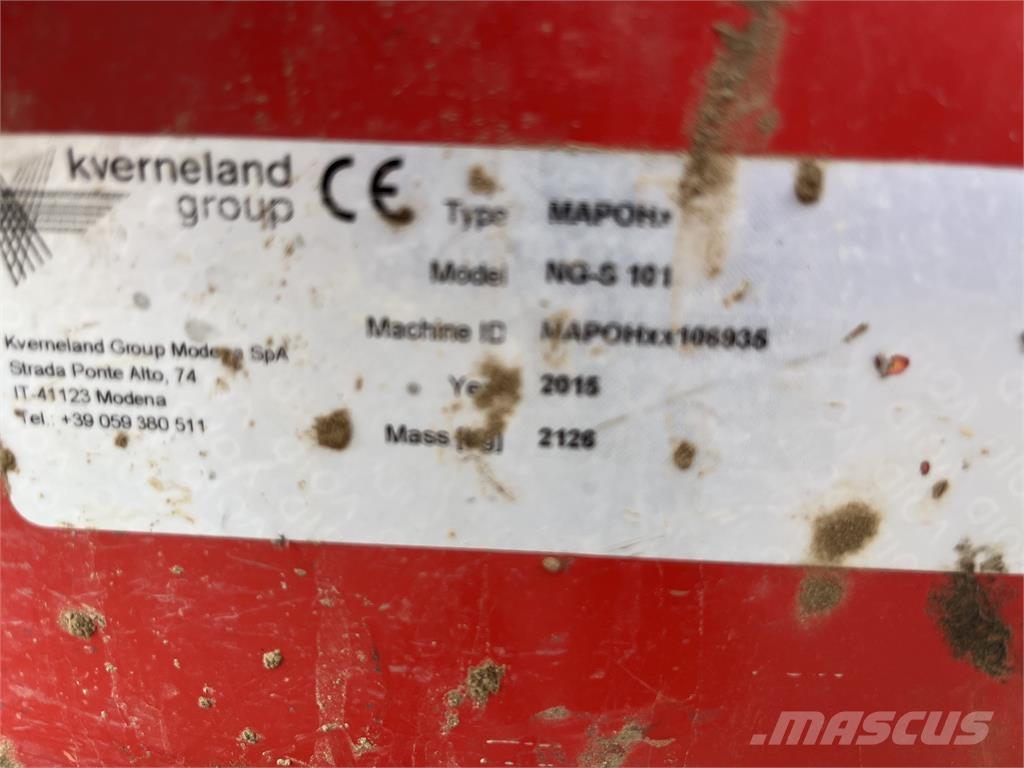 kverneland
group
CE
Type MAPOHx
Model NG-S 101
Machine ID MAPOHxx106935
Year 2015
Mass [kg] 2126
Kverneland Group Modena SpA
Strada Ponte Alto, 74
IT-41123 Modena
Tel.: +39 059 380 511
MASCUS